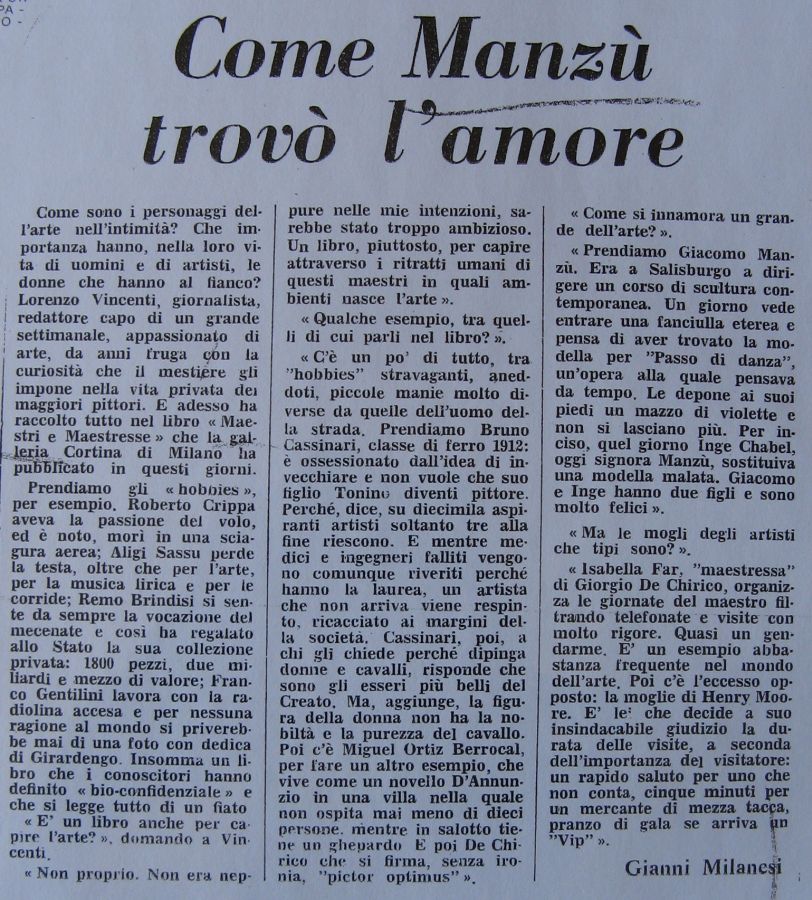 PA -
O -
Come Manzù
trovò l'amore
Come sono i personaggi del-
l'arte nell'intimità? Che im-
portanza hanno, nella loro vi-
ta di uomini e di artisti, le
donne che hanno al fianco?
Lorenzo Vincenti, giornalista,
redattore capo di un grande
settimanale, appassionato di
arte, da anni fruga con la
curiosità che il mestiere gli
impone nella vita privata dei
maggiori pittori. E adesso ha
raccolto tutto nel libro « Mae-
stri e Maestresse » che la gal-
leria Cortina di Milano ha
pubblicato in questi giorni.
Prendiamo gli « hobbies »,
per esempio. Roberto Crippa
aveva la passione del volo,
ed è noto, morì in una scia-
gura aerea; Aligi Sassu perde
la testa, oltre che per l'arte,
per la musica lirica e per le
corride; Remo Brindisi si sen-
te da sempre la vocazione del
mecenate e così ha regalato
allo Stato la sua collezione
privata: 1800 pezzi, due mi-
liardi e mezzo di valore; Fran-
co Gentilini lavora con la ra-
diolina accesa e per nessuna
ragione al mondo si priverebbe-
be mai di una foto con dedica
di Girardengo. Insomma un li-
bro che i conoscitori hanno
definito « bio-confidenziale » e
che si legge tutto di un fiato
« E' un libro anche per ca-
pire l'arte? », domando a Vin-
centi.
« Non proprio. Non era nep-
pure nelle mie intenzioni, sa-
rebbe stato troppo ambizioso.
Un libro, piuttosto, per capire
attraverso i ritratti umani di
questi maestri in quali am-
bienti nasce l'arte ».
« Qualche esempio, tra quel-
li di cui parli nel libro? ».
« C'è un po' di tutto, tra
"hobbies" stravaganti, aned-
doti, piccole manie molto di-
verse da quelle dell'uomo del-
la strada. Prendiamo Bruno
Cassinari, classe di ferro 1912:
è ossessionato dall'idea di in-
vecchiare e non vuole che suo
figlio Tonino diventi pittore.
Perché, dice, su diecimila aspi-
ranti artisti soltanto tre alla
fine riescono. E mentre me-
dici e ingegneri falliti vengo-
no comunque riveriti perché
hanno la laurea, un artista
che non arriva viene respin-
to, ricacciato ai margini del-
la società. Cassinari, poi, a
chi gli chiede perché dipinga
donne e cavalli, risponde che
sono gli esseri più belli del
Creato. Ma, aggiunge, la figu-
ra della donna non ha la no-
biltà e la purezza del cavallo.
Poi c'è Miguel Ortiz Berrocal,
per fare un altro esempio, che
vive come un novello D'Annun-
zio in una villa nella quale
non ospita mai meno di dieci
persone. mentre in salotto tie-
ne un ghepardo E poi De Chi-
rico che si firma, senza iro-
nia, "pictor optimus" ».
« Come si innamora un gran-
de dell'arte? ».
« Prendiamo Giacomo Man-
zù. Era a Salisburgo a diri-
gere un corso di scultura con-
temporanea. Un giorno vede
entrare una fanciulla eterea e
pensa di aver trovato la mo-
della per "Passo di danza",
un'opera alla quale pensava
da tempo. Le depone ai suoi
piedi un mazzo di violette e
non si lasciano più. Per in-
ciso, quel giorno Inge Chabel,
oggi signora Manzù, sostituiva
una modella malata. Giacomo
e Inge hanno due figli e sono
molto felici ».
« Ma le mogli degli artisti
che tipi sono? ».
« Isabella Far, "maestressa"
di Giorgio De Chirico, organiz-
za le giornate del maestro fil-
trando telefonate e visite con
molto rigore. Quasi un gen-
darme. E' un esempio abba-
stanza frequente nel mondo
dell'arte. Poi c'è l'eccesso op-
posto: la moglie di Henry Moo-
re. E' lei che decide a suo
insindacabile giudizio la du-
rata delle visite, a seconda
dell'importanza del visitatore:
un rapido saluto per uno che
non conta, cinque minuti per
un mercante di mezza tacca,
pranzo di gala se arriva un
"Vip" ».
Gianni Milanesi